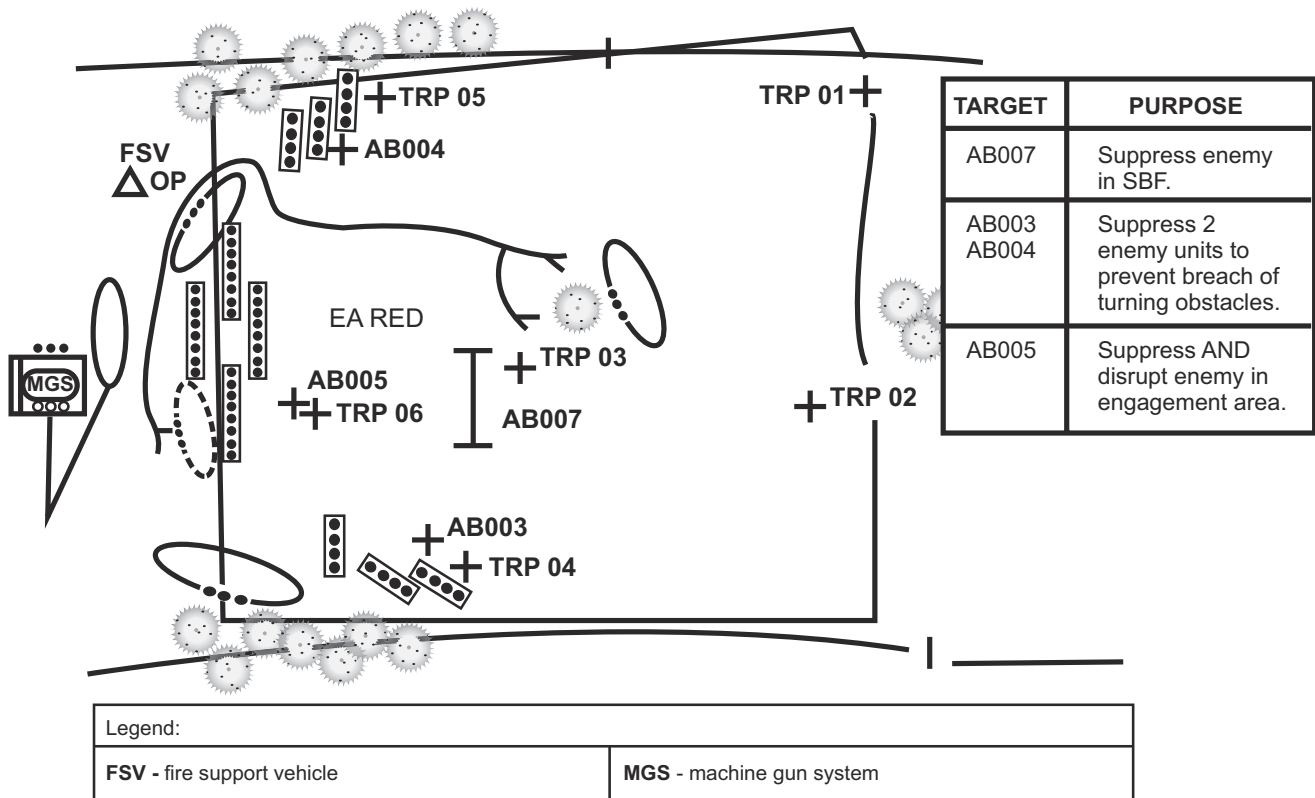 TRP 05
TRP 01
AB004
FSV
OP
EA RED
TRP 03
MGS
AB005
TRP 06
AB007
TRP 02
AB003
TRP 04
TARGET PURPOSE
AB007 Suppress enemy
in SBF.
AB003 Suppress 2
AB004 enemy units to
prevent breach of
turning obstacles.
AB005 Suppress AND
disrupt enemy in
engagement area.
Legend:
FSV - fire support vehicle MGS - machine gun system